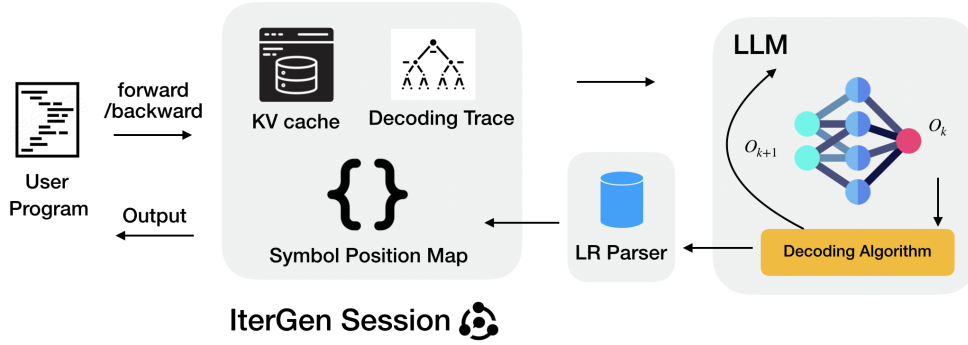 User
Program
forward
/backward
Output
KV cache
Decoding Trace
Symbol Position Map
IterGen Session
LR Parser
LLM
O_{k+1}
O_k
Decoding Algorithm